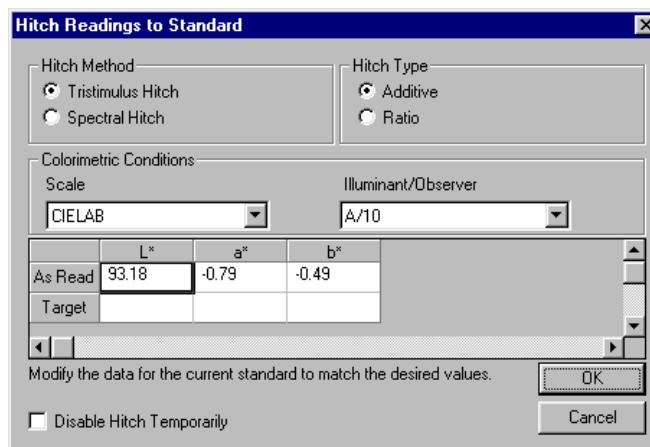 Hitch Readings to Standard
Hitch Method
Tristimulus Hitch
Spectral Hitch
Hitch Type
Additive
Ratio
Colorimetric Conditions
Scale
Illuminant/Observer
CIELAB
A/10
L* a* b*
As Read 93.18 -0.79 -0.49
Target
Modify the data for the current standard to match the desired values.
OK
Disable Hitch Temporarily
Cancel